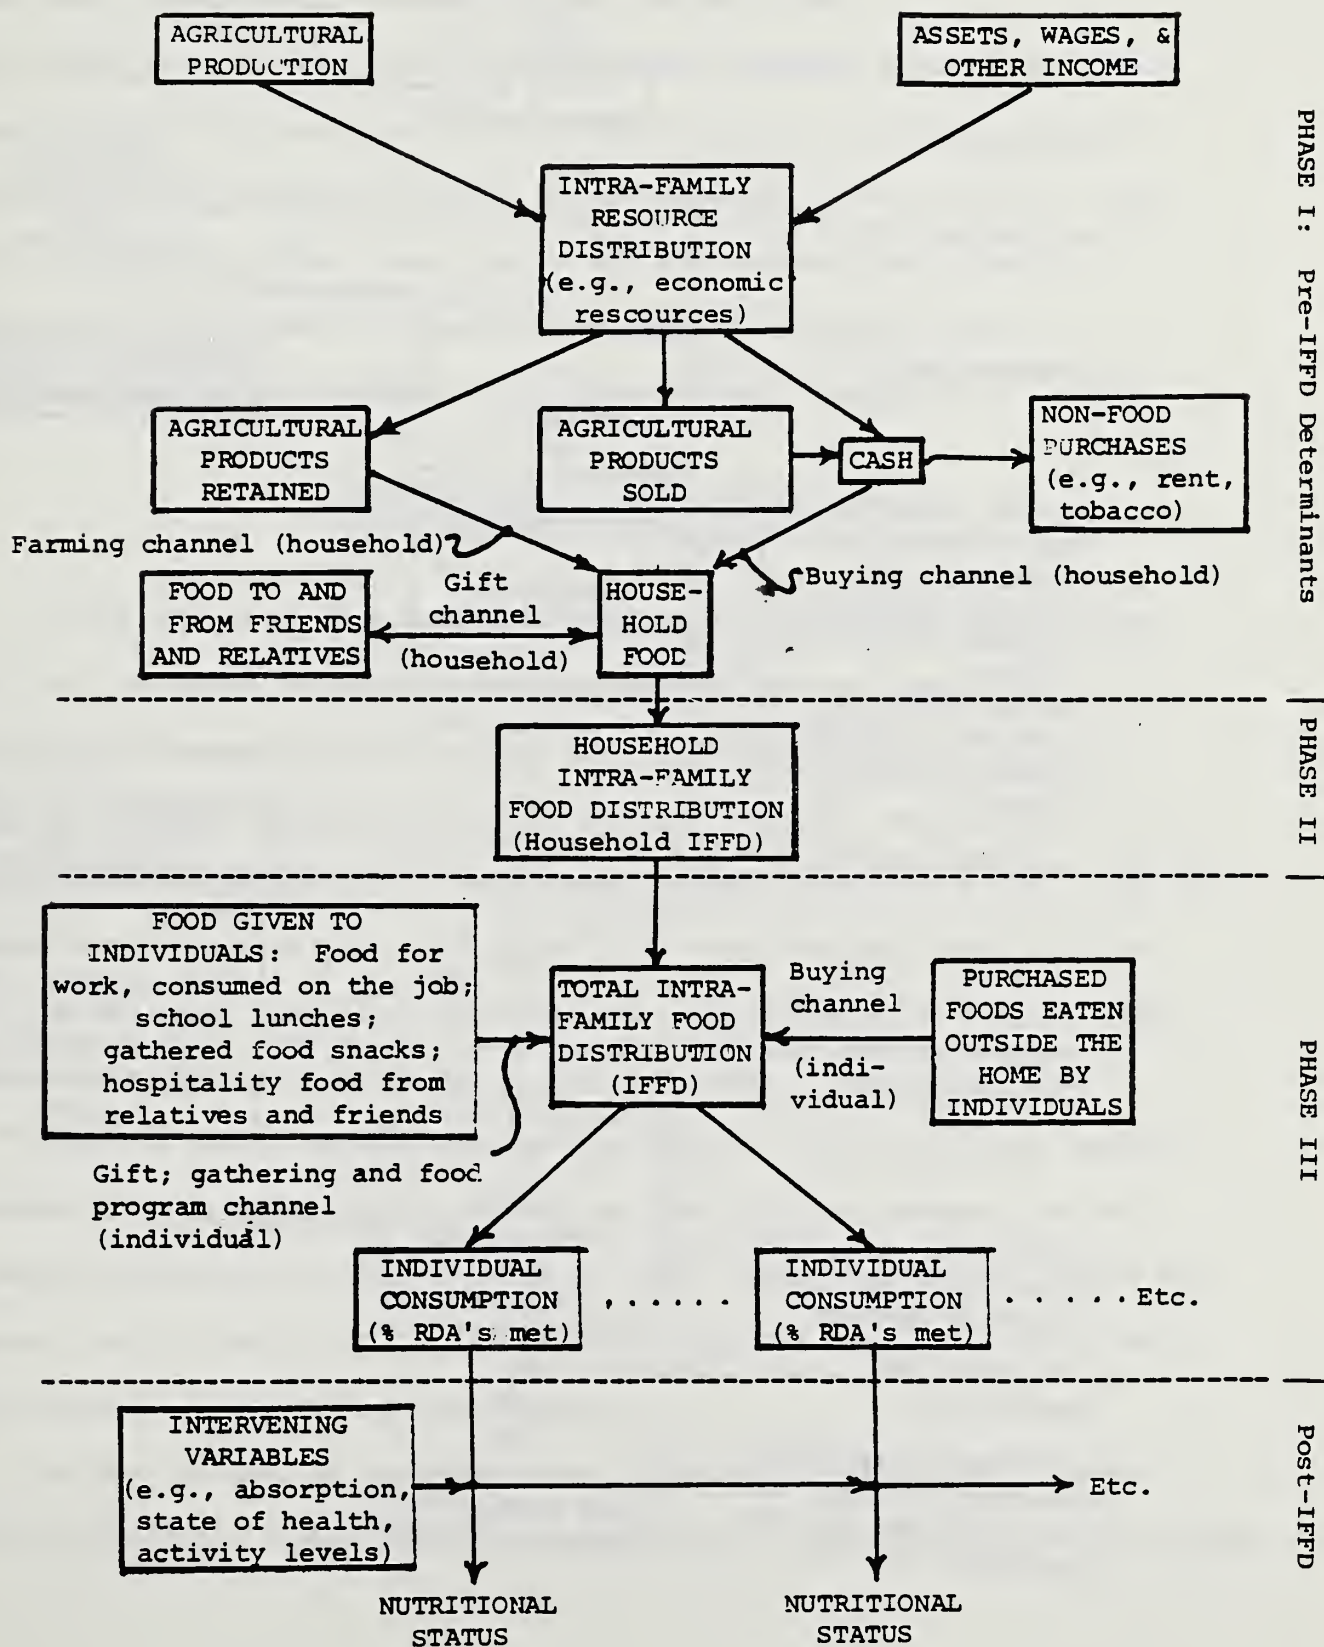 AGRICULTURAL
PRODUCTION
ASSETS, WAGES, &
OTHER INCOME
PHASE I: Pre-IFFD Determinants
INTRA-FAMILY
RESOURCE
DISTRIBUTION
(e.g., economic
rescources)
AGRICULTURAL
PRODUCTS
RETAINED
AGRICULTURAL
PRODUCTS
SOLD
CASH
NON-FOOD
PURCHASES
(e.g., rent,
tobacco)
Farming channel (household)
Buying channel (household)
FOOD TO AND
FROM FRIENDS
AND RELATIVES
Gift
channel
(household)
HOUSE-
HOLD
FOOD
PHASE II
HOUSEHOLD
INTRA-FAMILY
FOOD DISTRIBUTION
(Household IFFD)
PHASE III
FOOD GIVEN TO
INDIVIDUALS: Food for
work, consumed on the job;
school lunches;
gathered food snacks;
hospitality food from
relatives and friends
TOTAL INTRA-
FAMILY FOOD
DISTRIBUTION
(IFFD)
Buying
channel
(indi-
vidual)
PURCHASED
FOODS EATEN
OUTSIDE THE
HOME BY
INDIVIDUALS
Gift; gathering and food
program channel
(individual)
INDIVIDUAL
CONSUMPTION
(% RDA's met)
. . . . . .
INDIVIDUAL
CONSUMPTION
(% RDA's met)
. . . . . . Etc.
Post-IFFD
INTERVENING
VARIABLES
(e.g., absorption,
state of health,
activity levels)
Etc.
NUTRITIONAL
STATUS
NUTRITIONAL
STATUS